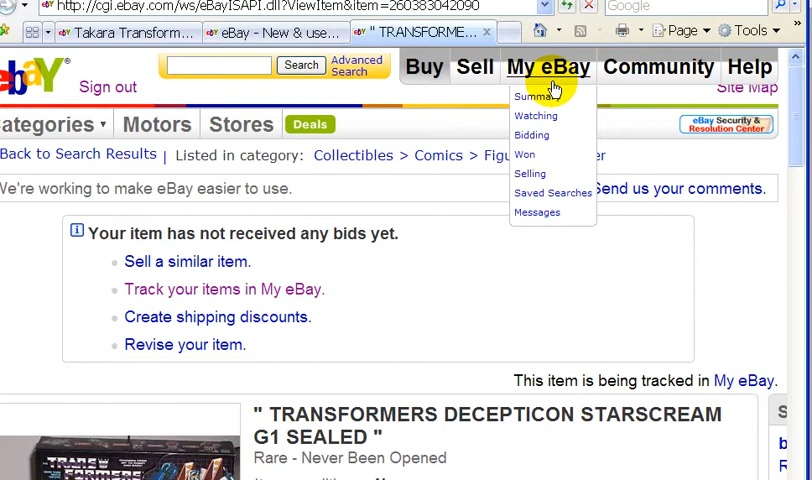 http://cgi.ebay.com/ws/eBayISAPI.dll?ViewItem&item=260383042090
Takara Transform...
eBay - New & use...
" TRANSFORME...
Page
Tools
Google
ebaY®
Sign out
Search
Advanced Search
Buy
Sell
My eBay
Community
Help
Site Map
Summary
Watching
Bidding
Won
Selling
Saved Searches
Messages
ategories
Motors
Stores
Deals
eBay Security &
Resolution Center
Back to Search Results | Listed in category: Collectibles > Comics > Fig
er
We're working to make eBay easier to use.
Send us your comments.
Your item has not received any bids yet.
Sell a similar item.
Track your items in My eBay.
Create shipping discounts.
Revise your item.
This item is being tracked in My eBay.
" TRANSFORMERS DECEPTICON STARSCREAM
G1 SEALED "
Rare - Never Been Opened
S
b
F
TRANS